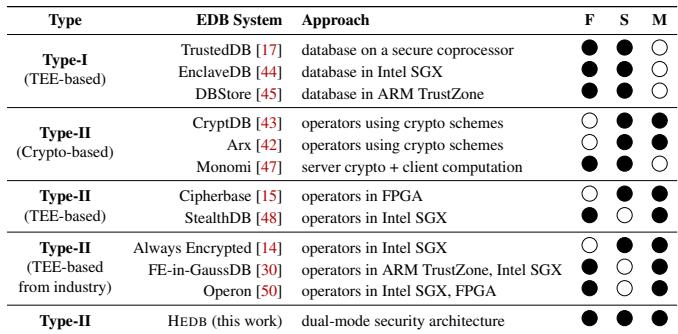 Type EDB System Approach F S M
Type-I
(TEE-based)
TrustedDB [17] database on a secure coprocessor
EnclaveDB [44] database in Intel SGX
DBStore [45] database in ARM TrustZone
Type-II
(Crypto-based)
CryptDB [43] operators using crypto schemes
Arx [42] operators using crypto schemes
Monomi [47] server crypto + client computation
Type-II
(TEE-based)
Cipherbase [15] operators in FPGA
StealthDB [48] operators in Intel SGX
Type-II
(TEE-based
from industry)
Always Encrypted [14] operators in Intel SGX
FE-in-GaussDB [30] operators in ARM TrustZone, Intel SGX
Operon [50] operators in Intel SGX, FPGA
Type-II HEDB (this work) dual-mode security architecture